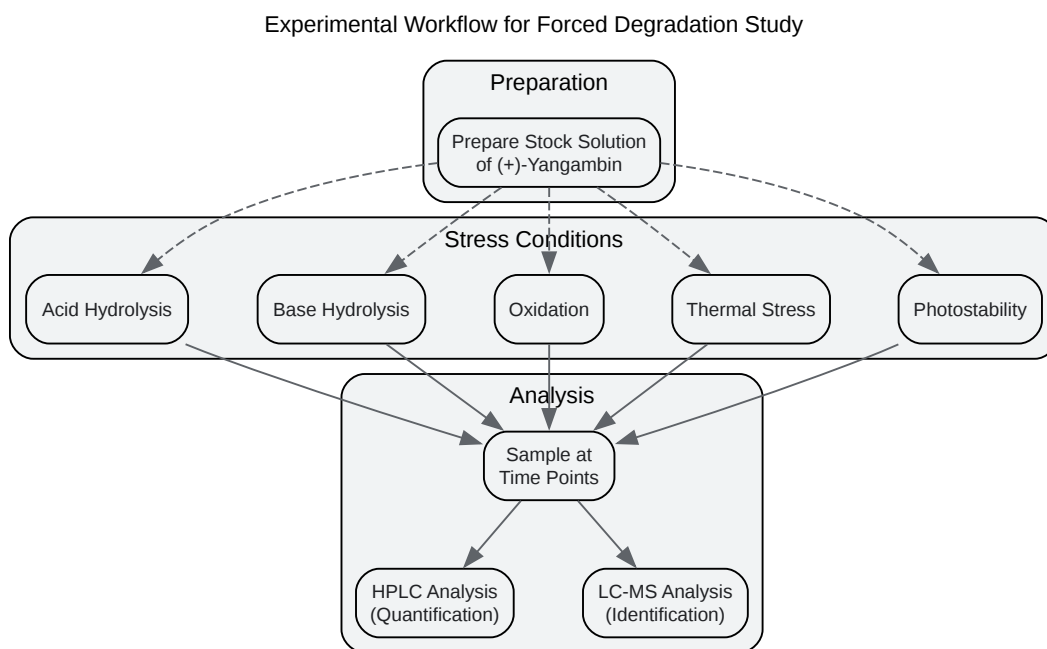 Experimental Workflow for Forced Degradation Study
Preparation
Prepare Stock Solution
of (+)-Yangambin
Stress Conditions
Acid Hydrolysis
Base Hydrolysis
Oxidation
Thermal Stress
Photostability
Analysis
Sample at
Time Points
HPLC Analysis
(Quantification)
LC-MS Analysis
(Identification)